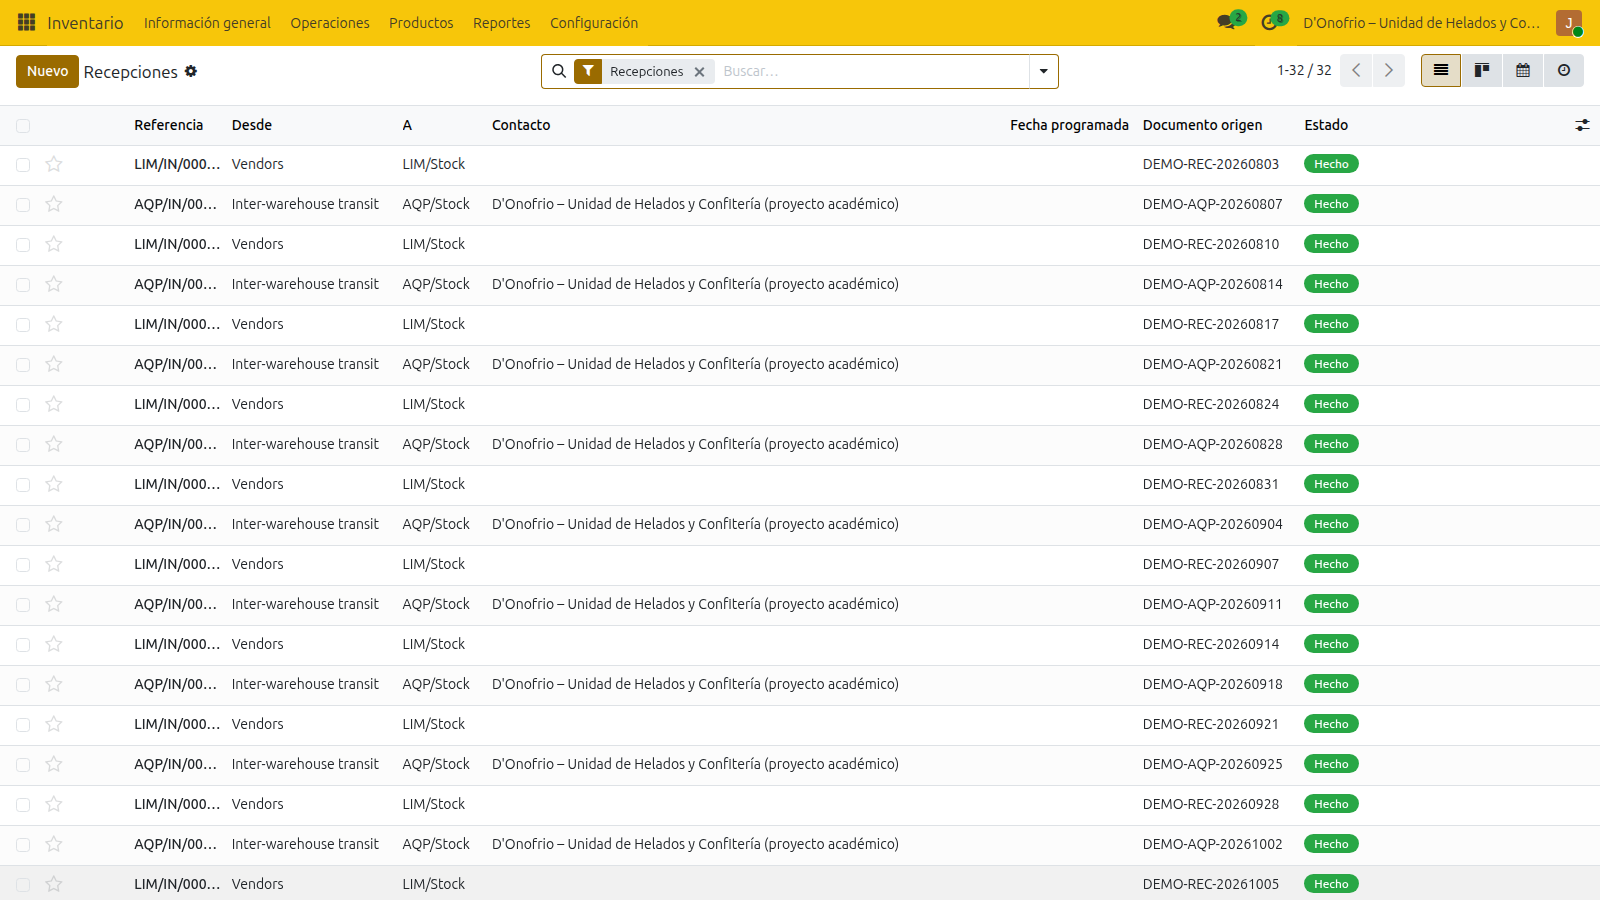 Inventario Información general Operaciones Productos Reportes Configuración 2 8 D'Onofrio – Unidad de Helados y Co... J
Nuevo Recepciones Recepciones Buscar... 1-32 / 32
Referencia Desde A Contacto Fecha programada Documento origen Estado
LIM/IN/000... Vendors LIM/Stock DEMO-REC-20260803 Hecho
AQP/IN/00... Inter-warehouse transit AQP/Stock D'Onofrio – Unidad de Helados y Confitería (proyecto académico) DEMO-AQP-20260807 Hecho
LIM/IN/000... Vendors LIM/Stock DEMO-REC-20260810 Hecho
AQP/IN/00... Inter-warehouse transit AQP/Stock D'Onofrio – Unidad de Helados y Confitería (proyecto académico) DEMO-AQP-20260814 Hecho
LIM/IN/000... Vendors LIM/Stock DEMO-REC-20260817 Hecho
AQP/IN/00... Inter-warehouse transit AQP/Stock D'Onofrio – Unidad de Helados y Confitería (proyecto académico) DEMO-AQP-20260821 Hecho
LIM/IN/000... Vendors LIM/Stock DEMO-REC-20260824 Hecho
AQP/IN/00... Inter-warehouse transit AQP/Stock D'Onofrio – Unidad de Helados y Confitería (proyecto académico) DEMO-AQP-20260828 Hecho
LIM/IN/000... Vendors LIM/Stock DEMO-REC-20260831 Hecho
AQP/IN/00... Inter-warehouse transit AQP/Stock D'Onofrio – Unidad de Helados y Confitería (proyecto académico) DEMO-AQP-20260904 Hecho
LIM/IN/000... Vendors LIM/Stock DEMO-REC-20260907 Hecho
AQP/IN/00... Inter-warehouse transit AQP/Stock D'Onofrio – Unidad de Helados y Confitería (proyecto académico) DEMO-AQP-20260911 Hecho
LIM/IN/000... Vendors LIM/Stock DEMO-REC-20260914 Hecho
AQP/IN/00... Inter-warehouse transit AQP/Stock D'Onofrio – Unidad de Helados y Confitería (proyecto académico) DEMO-AQP-20260918 Hecho
LIM/IN/000... Vendors LIM/Stock DEMO-REC-20260921 Hecho
AQP/IN/00... Inter-warehouse transit AQP/Stock D'Onofrio – Unidad de Helados y Confitería (proyecto académico) DEMO-AQP-20260925 Hecho
LIM/IN/000... Vendors LIM/Stock DEMO-REC-20260928 Hecho
AQP/IN/00... Inter-warehouse transit AQP/Stock D'Onofrio – Unidad de Helados y Confitería (proyecto académico) DEMO-AQP-20261002 Hecho
LIM/IN/000... Vendors LIM/Stock DEMO-REC-20261005 Hecho